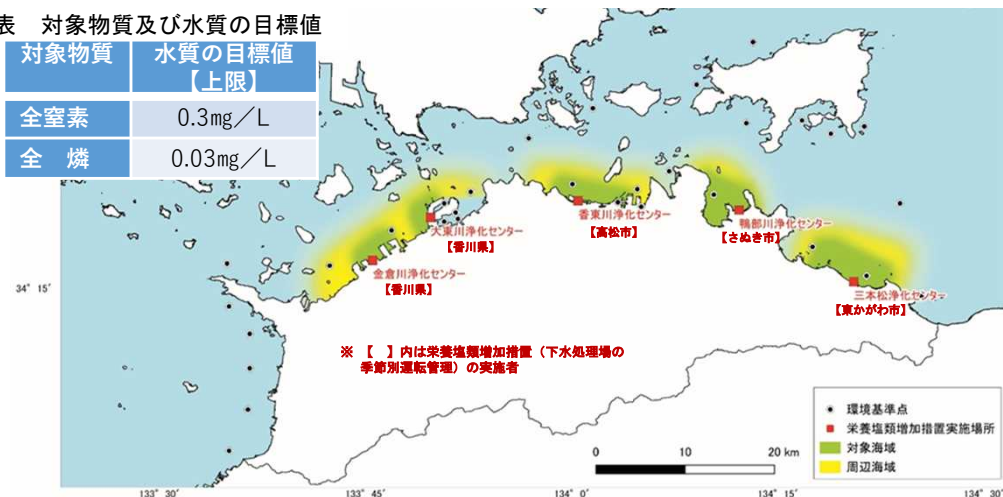 表 対象物質及び水質の目標値
対象物質
水質の目標値
【上限】
全窒素
0.3㎎／L
全 燐
0.03㎎／L
大束川浄化センター
【香川県】
金倉川浄化センター
【香川県】
香東川浄化センター
【高松市】
鴨部川浄化センター
【さぬき市】
三本松浄化センター
【東かがわ市】
34° 15′
※ 【 】内は栄養塩類増加措置（下水処理場の
季節別運転管理）の実施者
環境基準点
栄養塩類増加措置実施場所
対象海域
周辺海域
0 10 20 km
133° 30′ 133° 45′ 134° 0′ 134° 15′ 134° 30′